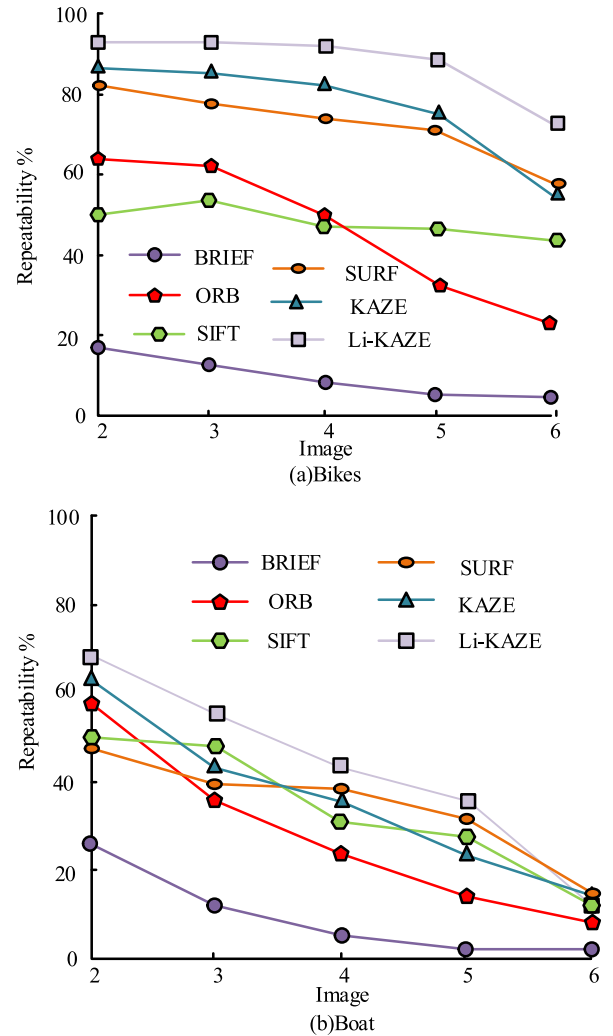 100
80
60
40
20
0
Repeatability %
BRIEF
ORB
SIFT
SURF
KAZE
Li-KAZE
2 3 4 5 6
Image
(a)Bikes
100
80
60
40
20
0
Repeatability %
BRIEF
ORB
SIFT
SURF
KAZE
Li-KAZE
2 3 4 5 6
Image
(b)Boat